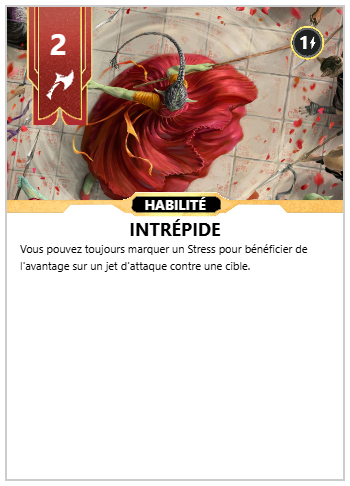 2
1
HABILITÉ
INTRÉPIDE
Vous pouvez toujours marquer un Stress pour bénéficier de
l'avantage sur un jet d'attaque contre une cible.